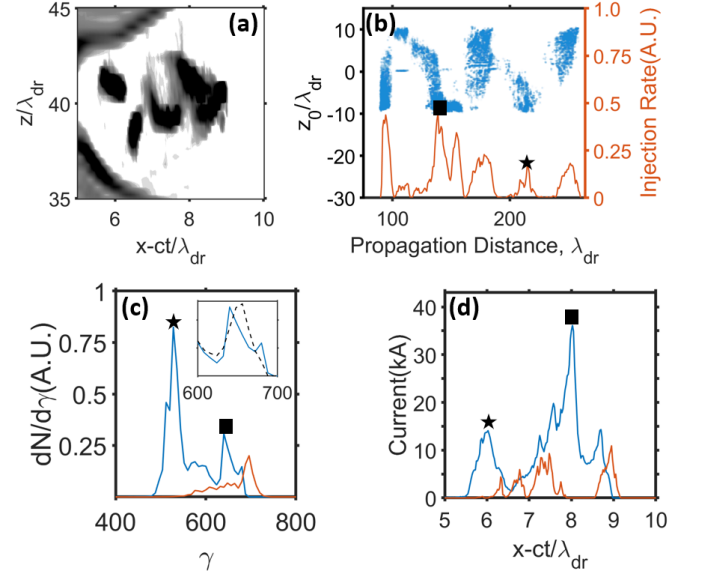 45
(a)
z/λdr
40
35
6
8
10
x-ct/λdr
(b)
10
0
-10
-20
-30
z0/λdr
100
200
Propagation Distance, λdr
1.0
0.75
0.5
0.25
0
Injection Rate(A.U.)
(c)
1
0.75
0.5
0.25
dN/dγ(A.U.)
600
700
400
600
800
γ
(d)
40
30
20
10
0
Current(kA)
5
6
7
8
9
10
x-ct/λdr